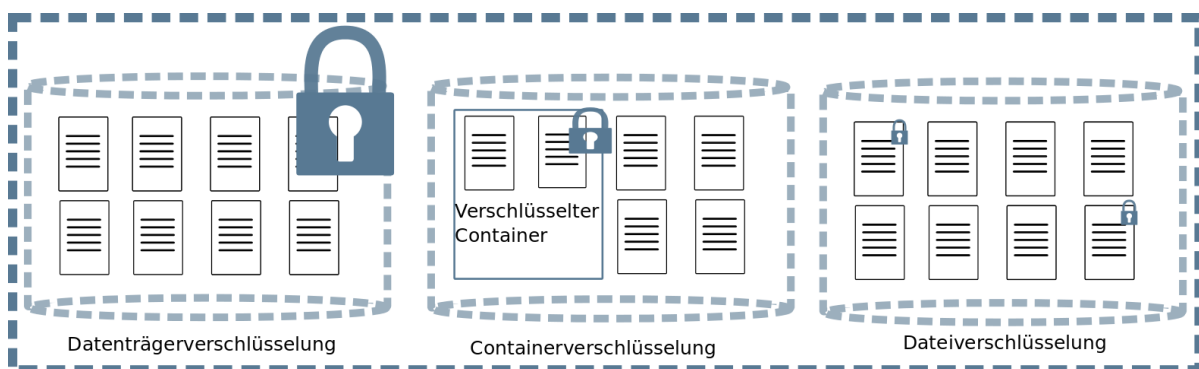 Verschlüsselter
Container
Datenträgerverschlüsselung
Containerverschlüsselung
Dateiverschlüsselung